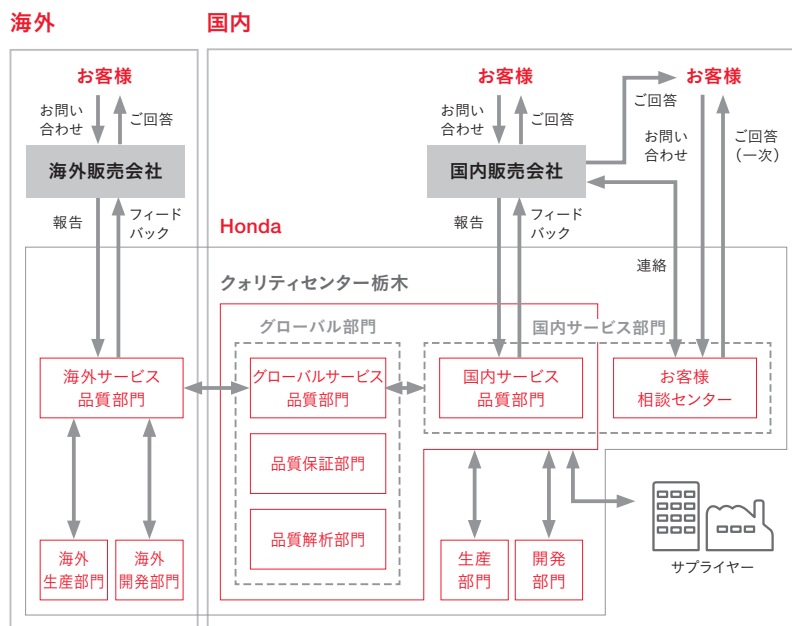 海外
国内
お客様
お客様
お客様
お問い
合わせ
ご回答
お問い
合わせ
ご回答
ご回答
お問い
合わせ
ご回答
(一次)
海外販売会社
国内販売会社
報告
フィード
バック
Honda
報告
フィード
バック
連絡
クォリティセンター栃木
グローバル部門
国内サービス部門
海外サービス
品質部門
グローバルサービス
品質部門
国内サービス
品質部門
お客様
相談センター
品質保証部門
品質解析部門
海外
生産部門
海外
開発部門
生産
部門
開発
部門
サプライヤー